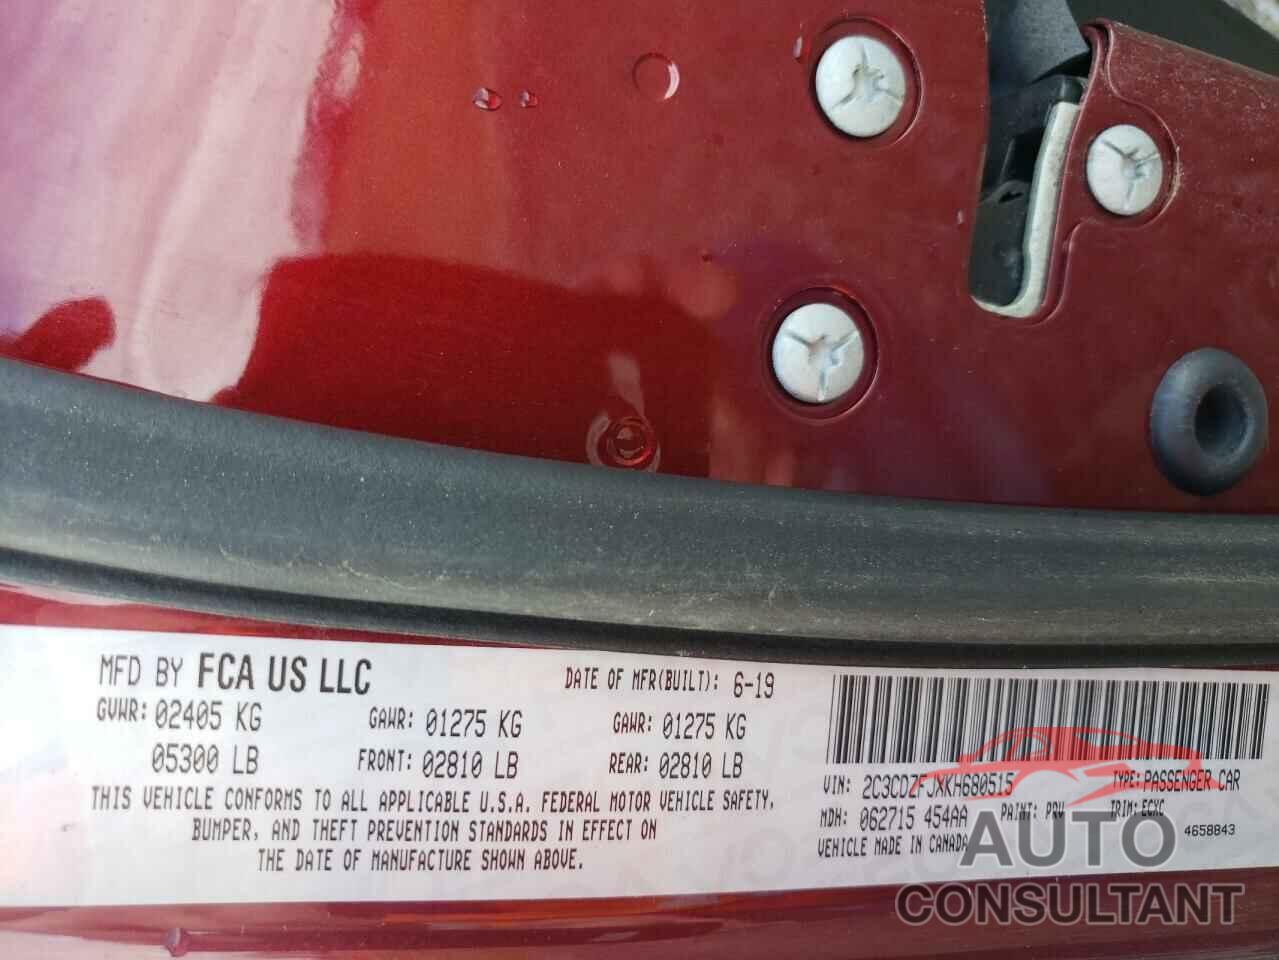 MFD BY FCA US LLC DATE OF MFR(BUILT): 6-19
GVWR: 02405 KG GAWR: 01275 KG GAWR: 01275 KG
05300 LB FRONT: 02810 LB REAR: 02810 LB
THIS VEHICLE CONFORMS TO ALL APPLICABLE U.S.A. FEDERAL MOTOR VEHICLE SAFETY,
BUMPER, AND THEFT PREVENTION STANDARDS IN EFFECT ON
THE DATE OF MANUFACTURE SHOWN ABOVE.
VIN: 2C3CDZFJXKH680515 TYPE: PASSENGER CAR
MDH: 062715 454AA PAINT: PRV TRIM: EGXC
VEHICLE MADE IN CANADA 4658843
AUTO
CONSULTANT